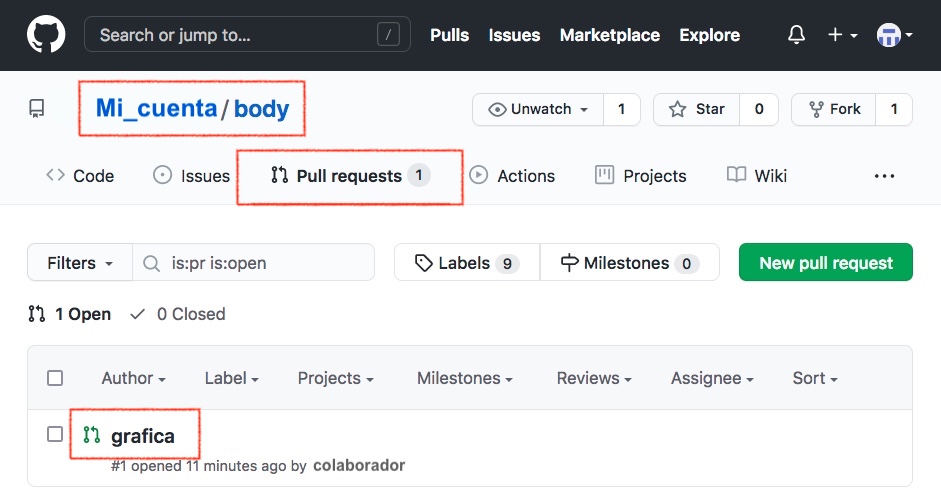 Search or jump to... / Pulls Issues Marketplace Explore
Mi_cuenta/body Unwatch 1 Star 0 Fork 1
Code Issues Pull requests 1 Actions Projects Wiki ...
Filters is:pr is:open Labels 9 Milestones 0 New pull request
1 Open 0 Closed
Author Label Projects Milestones Reviews Assignee Sort
grafica
#1 opened 11 minutes ago by colaborador